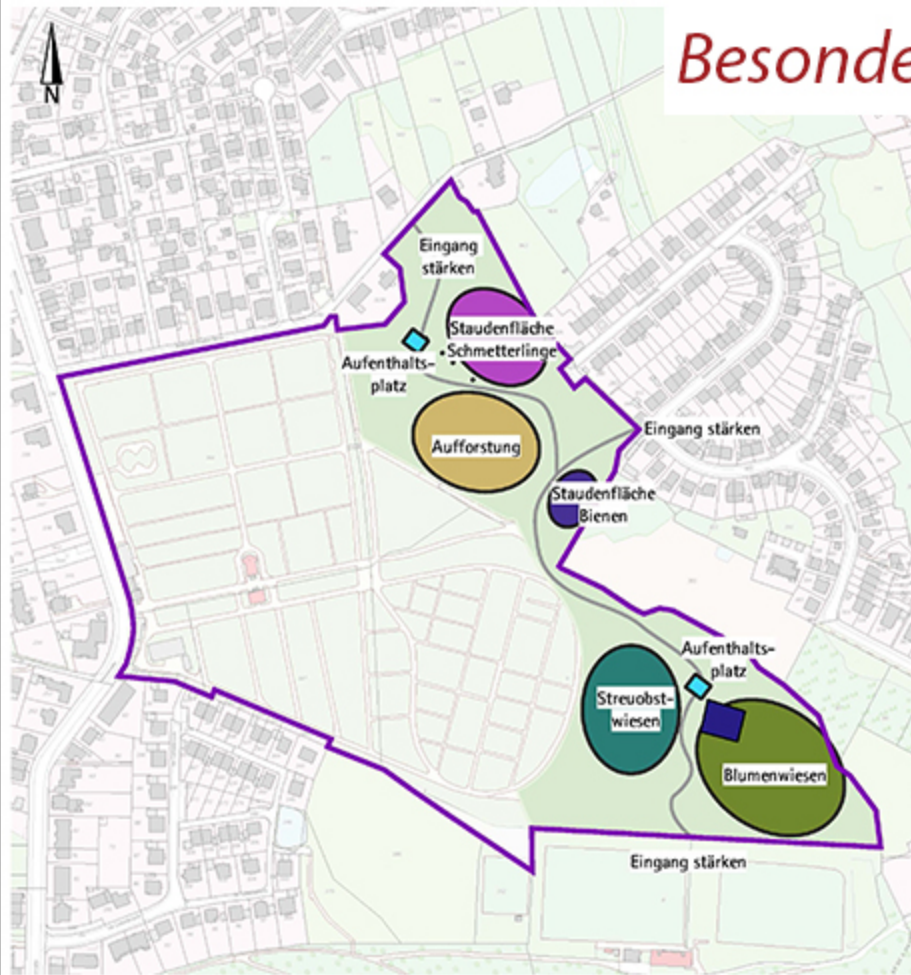 Besonde
N
Eingang
stärken
Staudenfläche
Schmetterlinge
Aufenthalts-
platz
Aufforstung
Eingang stärken
Staudenfläche
Bienen
Aufenthalts-
platz
Streuobst-
wiesen
Blumenwiesen
Eingang stärken